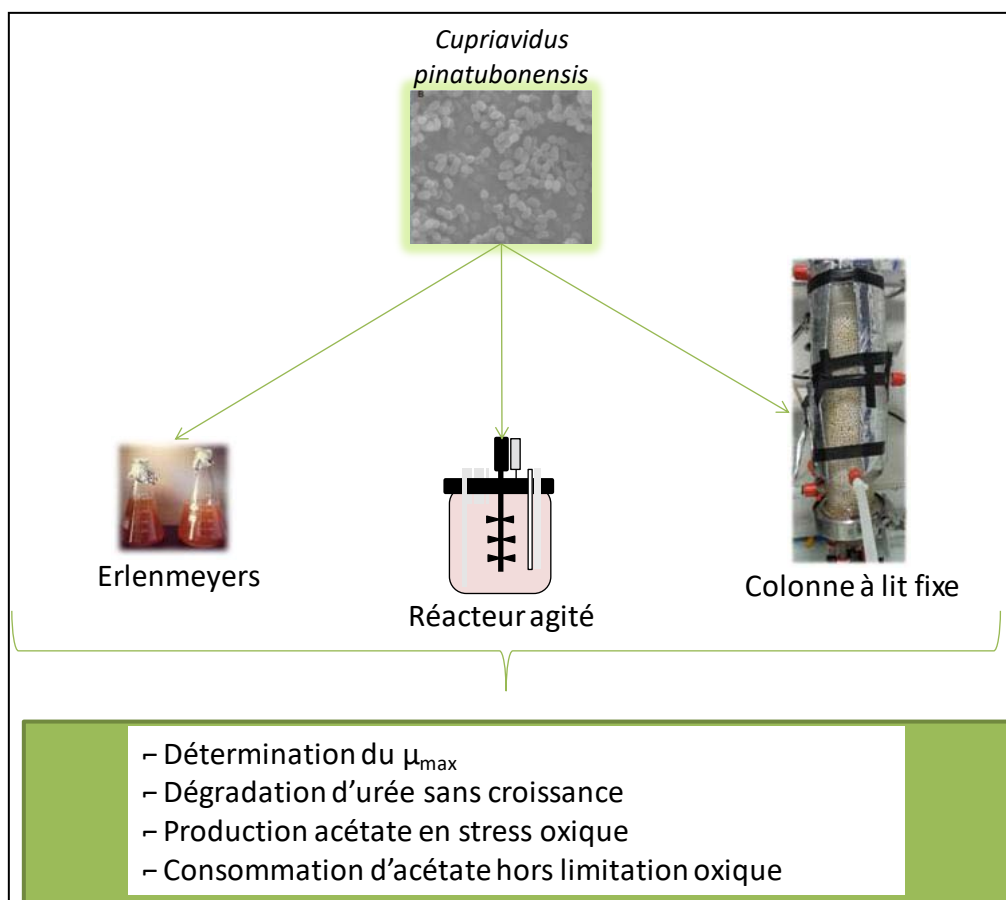 Cupriavidus
pinatubonensis
Erlenmeyers
Réacteur agité
Colonne à lit fixe
⌐ Détermination du μmax
⌐ Dégradation d'urée sans croissance
⌐ Production acétate en stress oxique
⌐ Consommation d'acétate hors limitation oxique